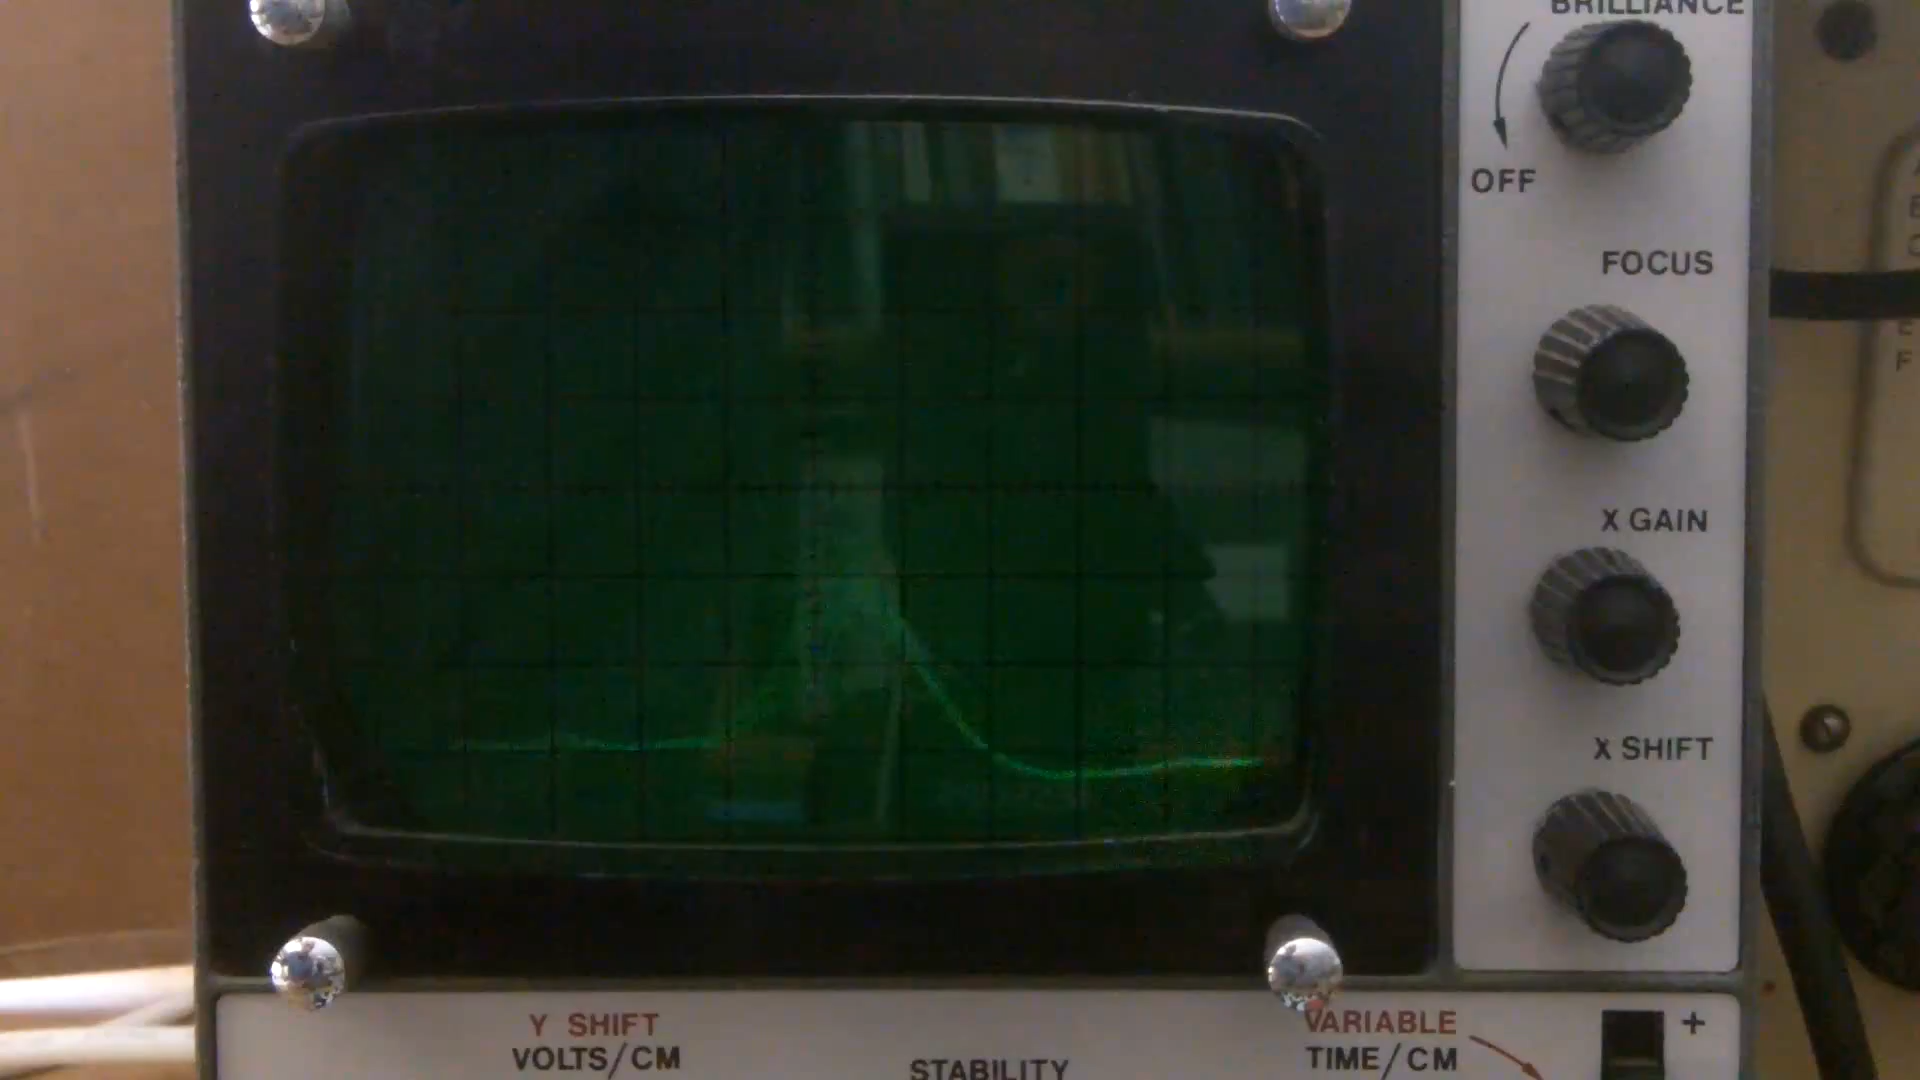 BRILLIANCE
OFF
FOCUS
X GAIN
X SHIFT
E
F
Y SHIFT
VOLTS/CM
STABILITY
VARIABLE
TIME/CM
+